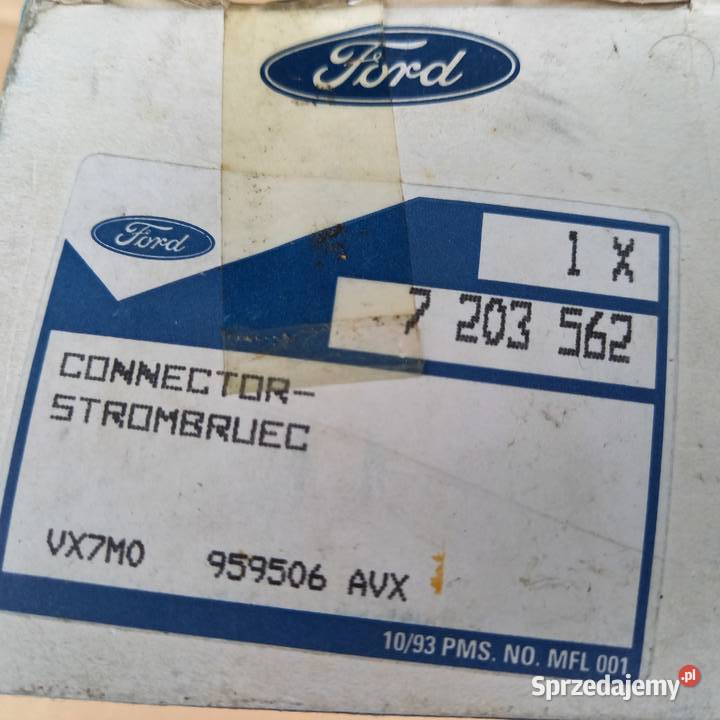 Ford
Ford
1 X
7 203 562
CONNECTOR-
STROMBRUEC
VX7M0 959506 AVX
10/93 PMS. NO. MFL 001
Sprzedajemy.pl